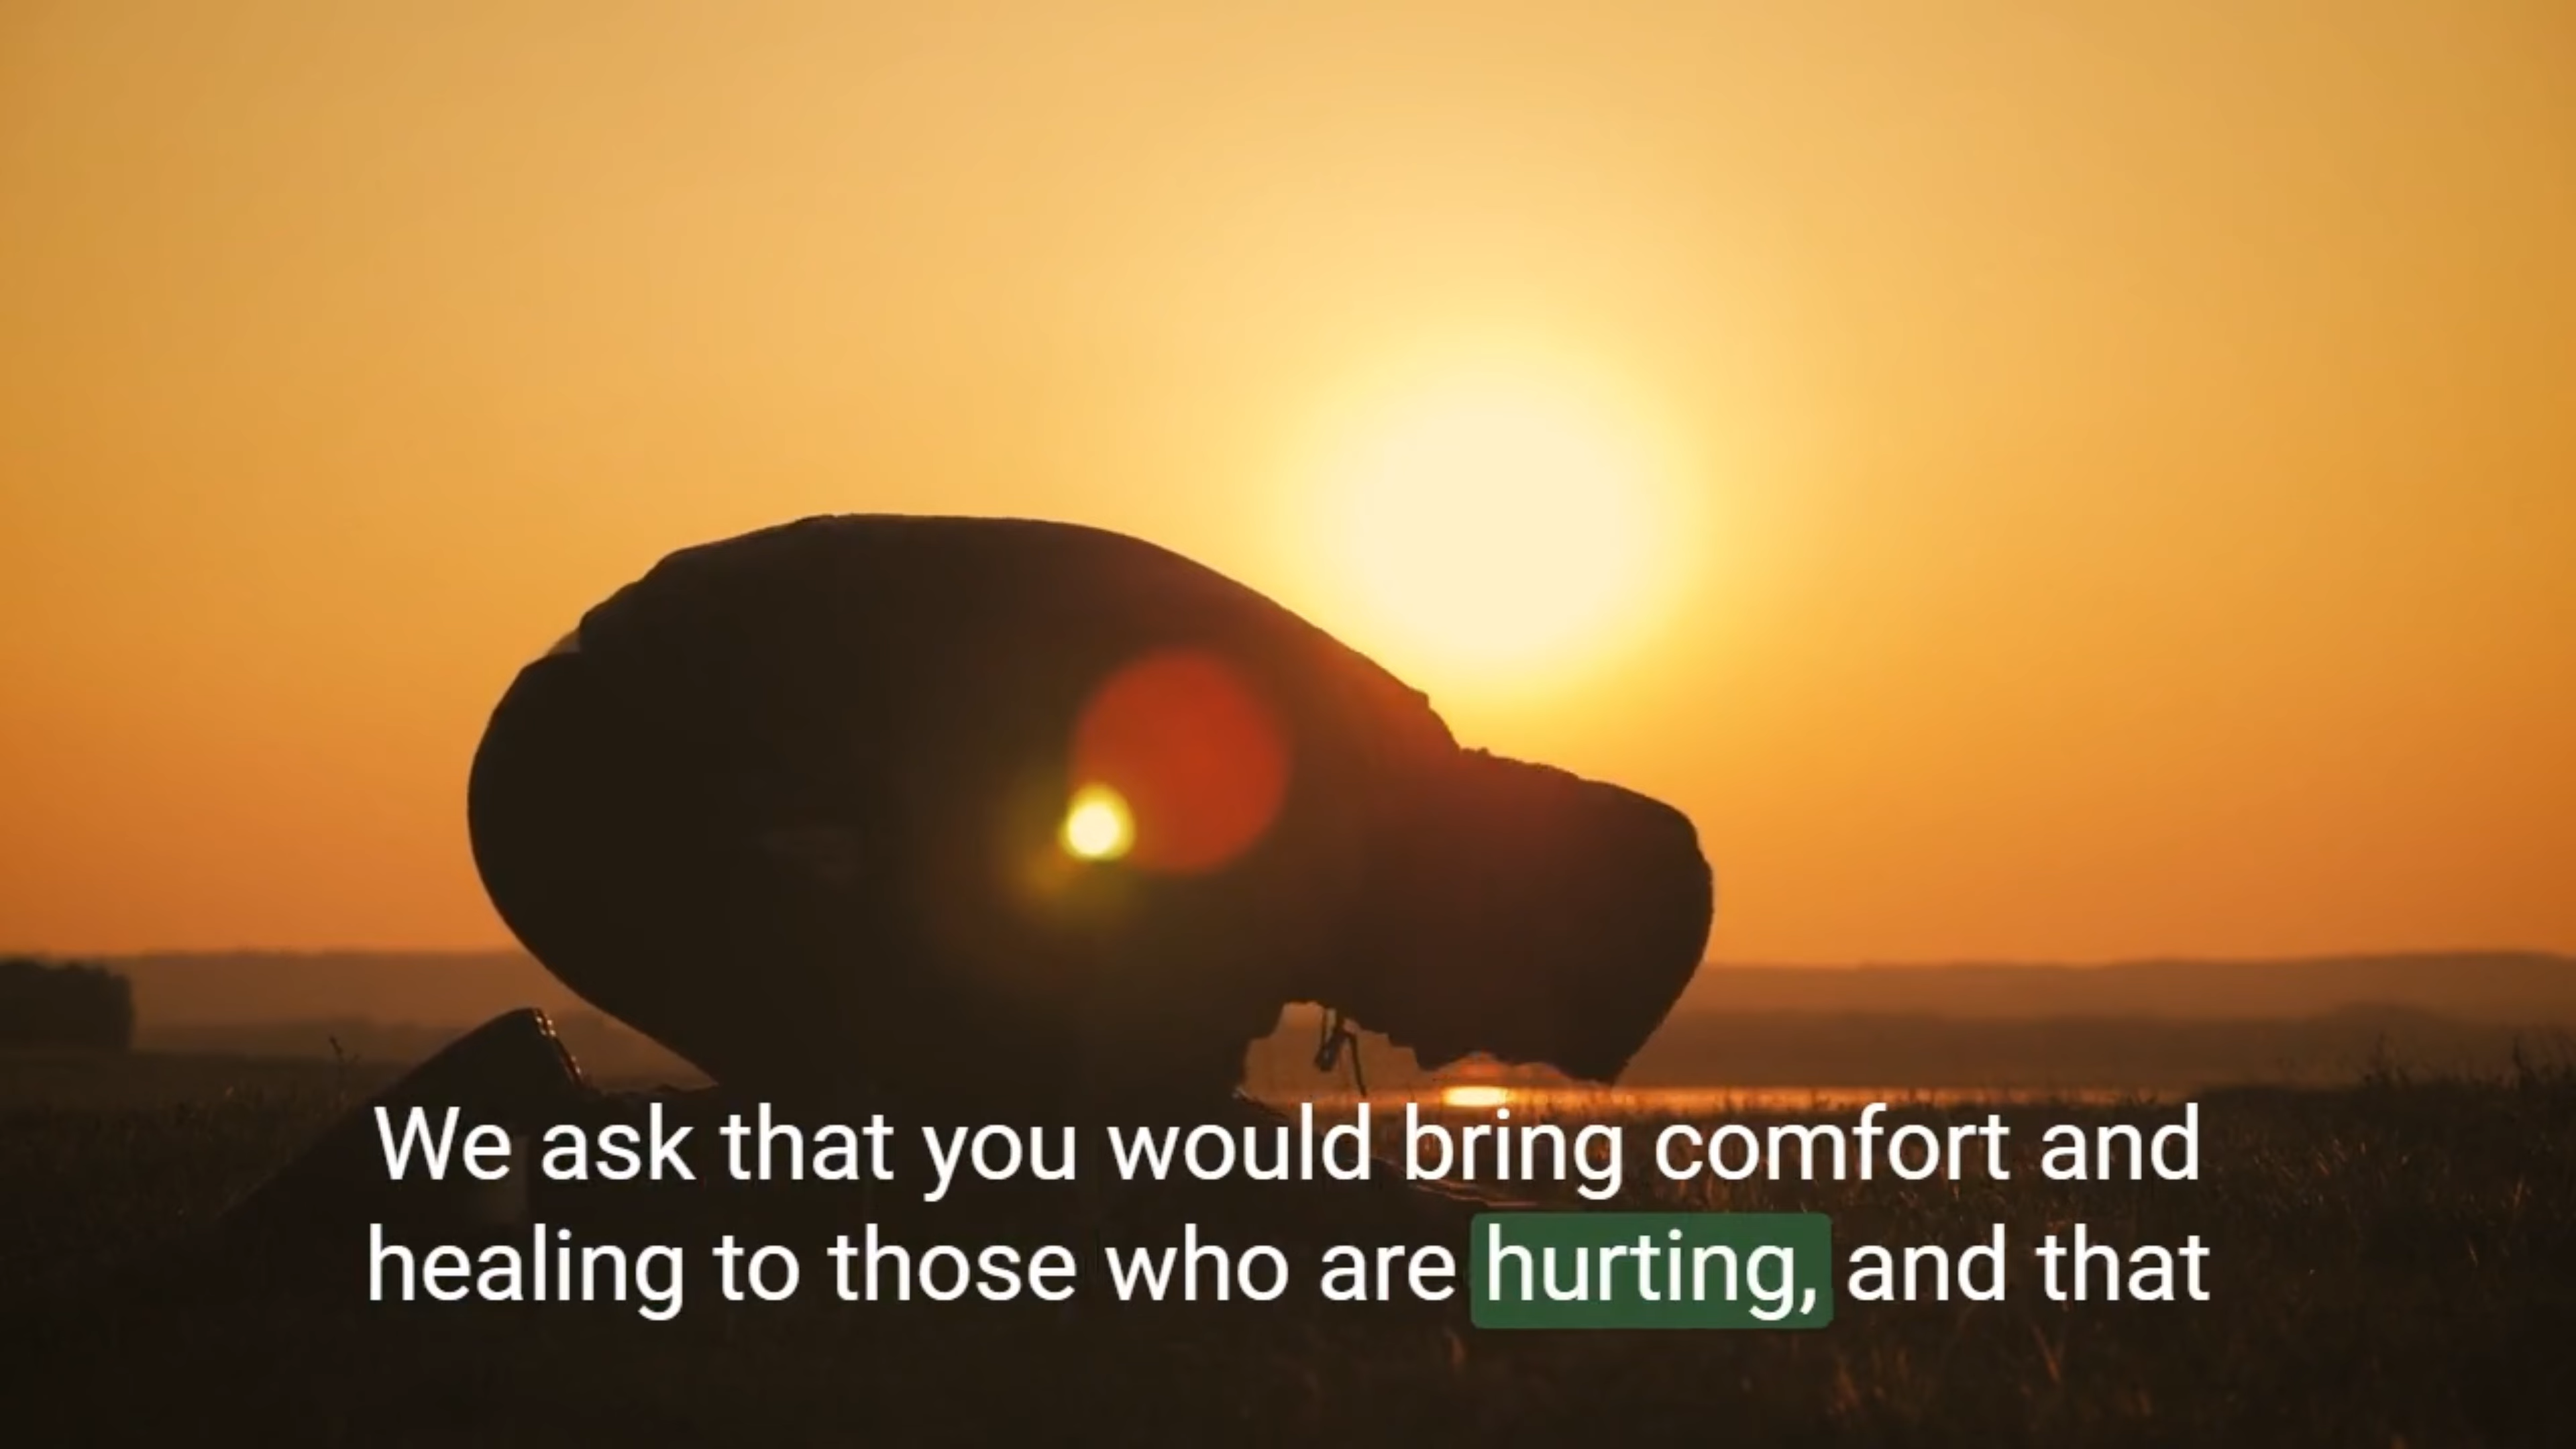 We ask that you would bring comfort and
healing to those who are hurting, and that